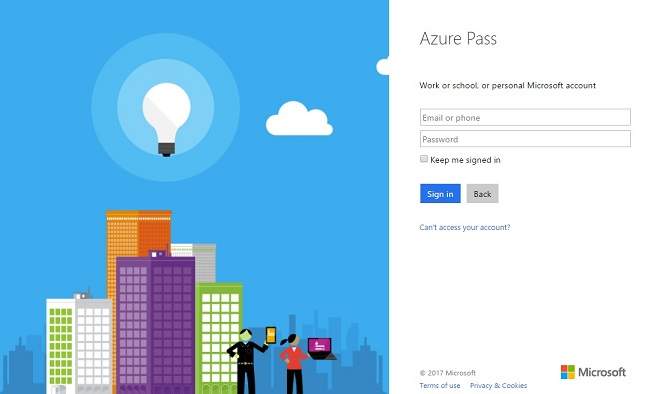 Azure Pass
Work or school, or personal Microsoft account
Email or phone
Password
Keep me signed in
Sign in
Back
Can't access your account?
© 2017 Microsoft
Terms of use
Privacy & Cookies
Microsoft